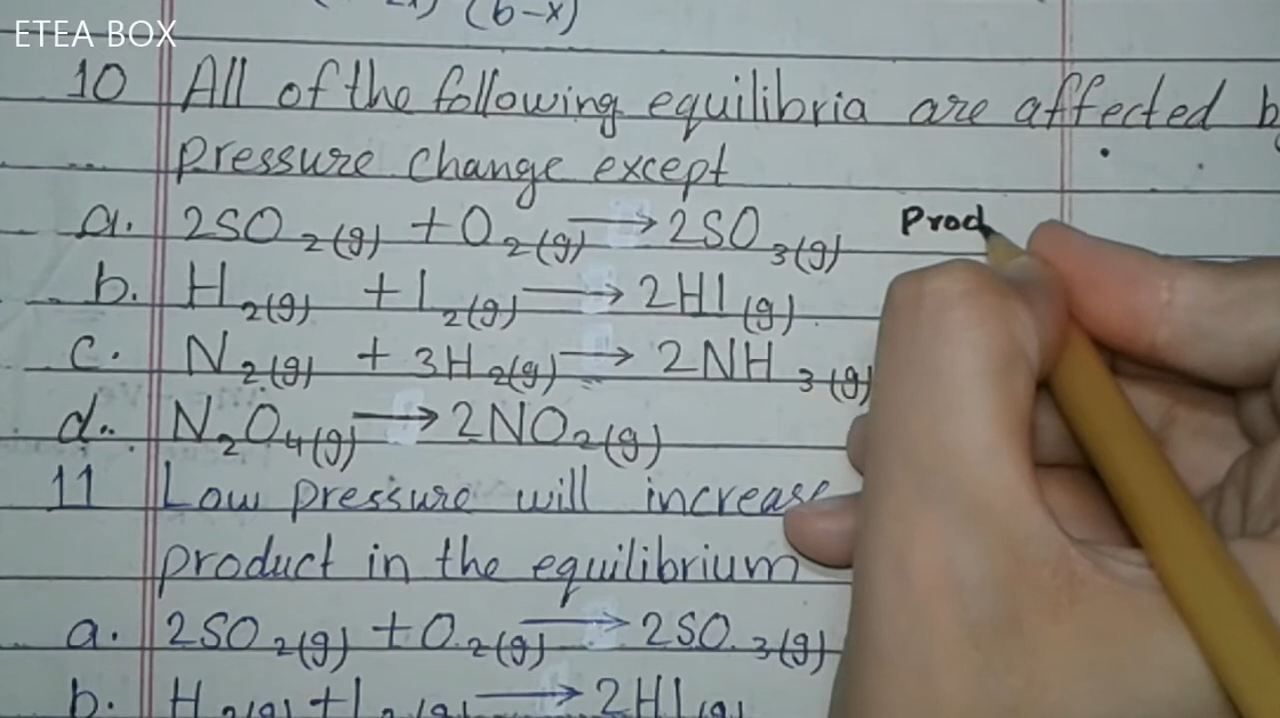 ETEA BOX
(b-x)
10 All of the following equilibria are affected
pressure change except
a. 2SO2(g) + O2(g) → 2SO3(g) Prod
b. H2(g) + I2(g) → 2HI(g)
c. N2(g) + 3H2(g) → 2NH3(g)
d. N2O4(g) → 2NO2(g)
11 Low pressure will increase
product in the equilibrium
a. 2SO2(g) + O2(g) → 2SO3(g)
b. H2(g) + I2(g) → 2HI(g)